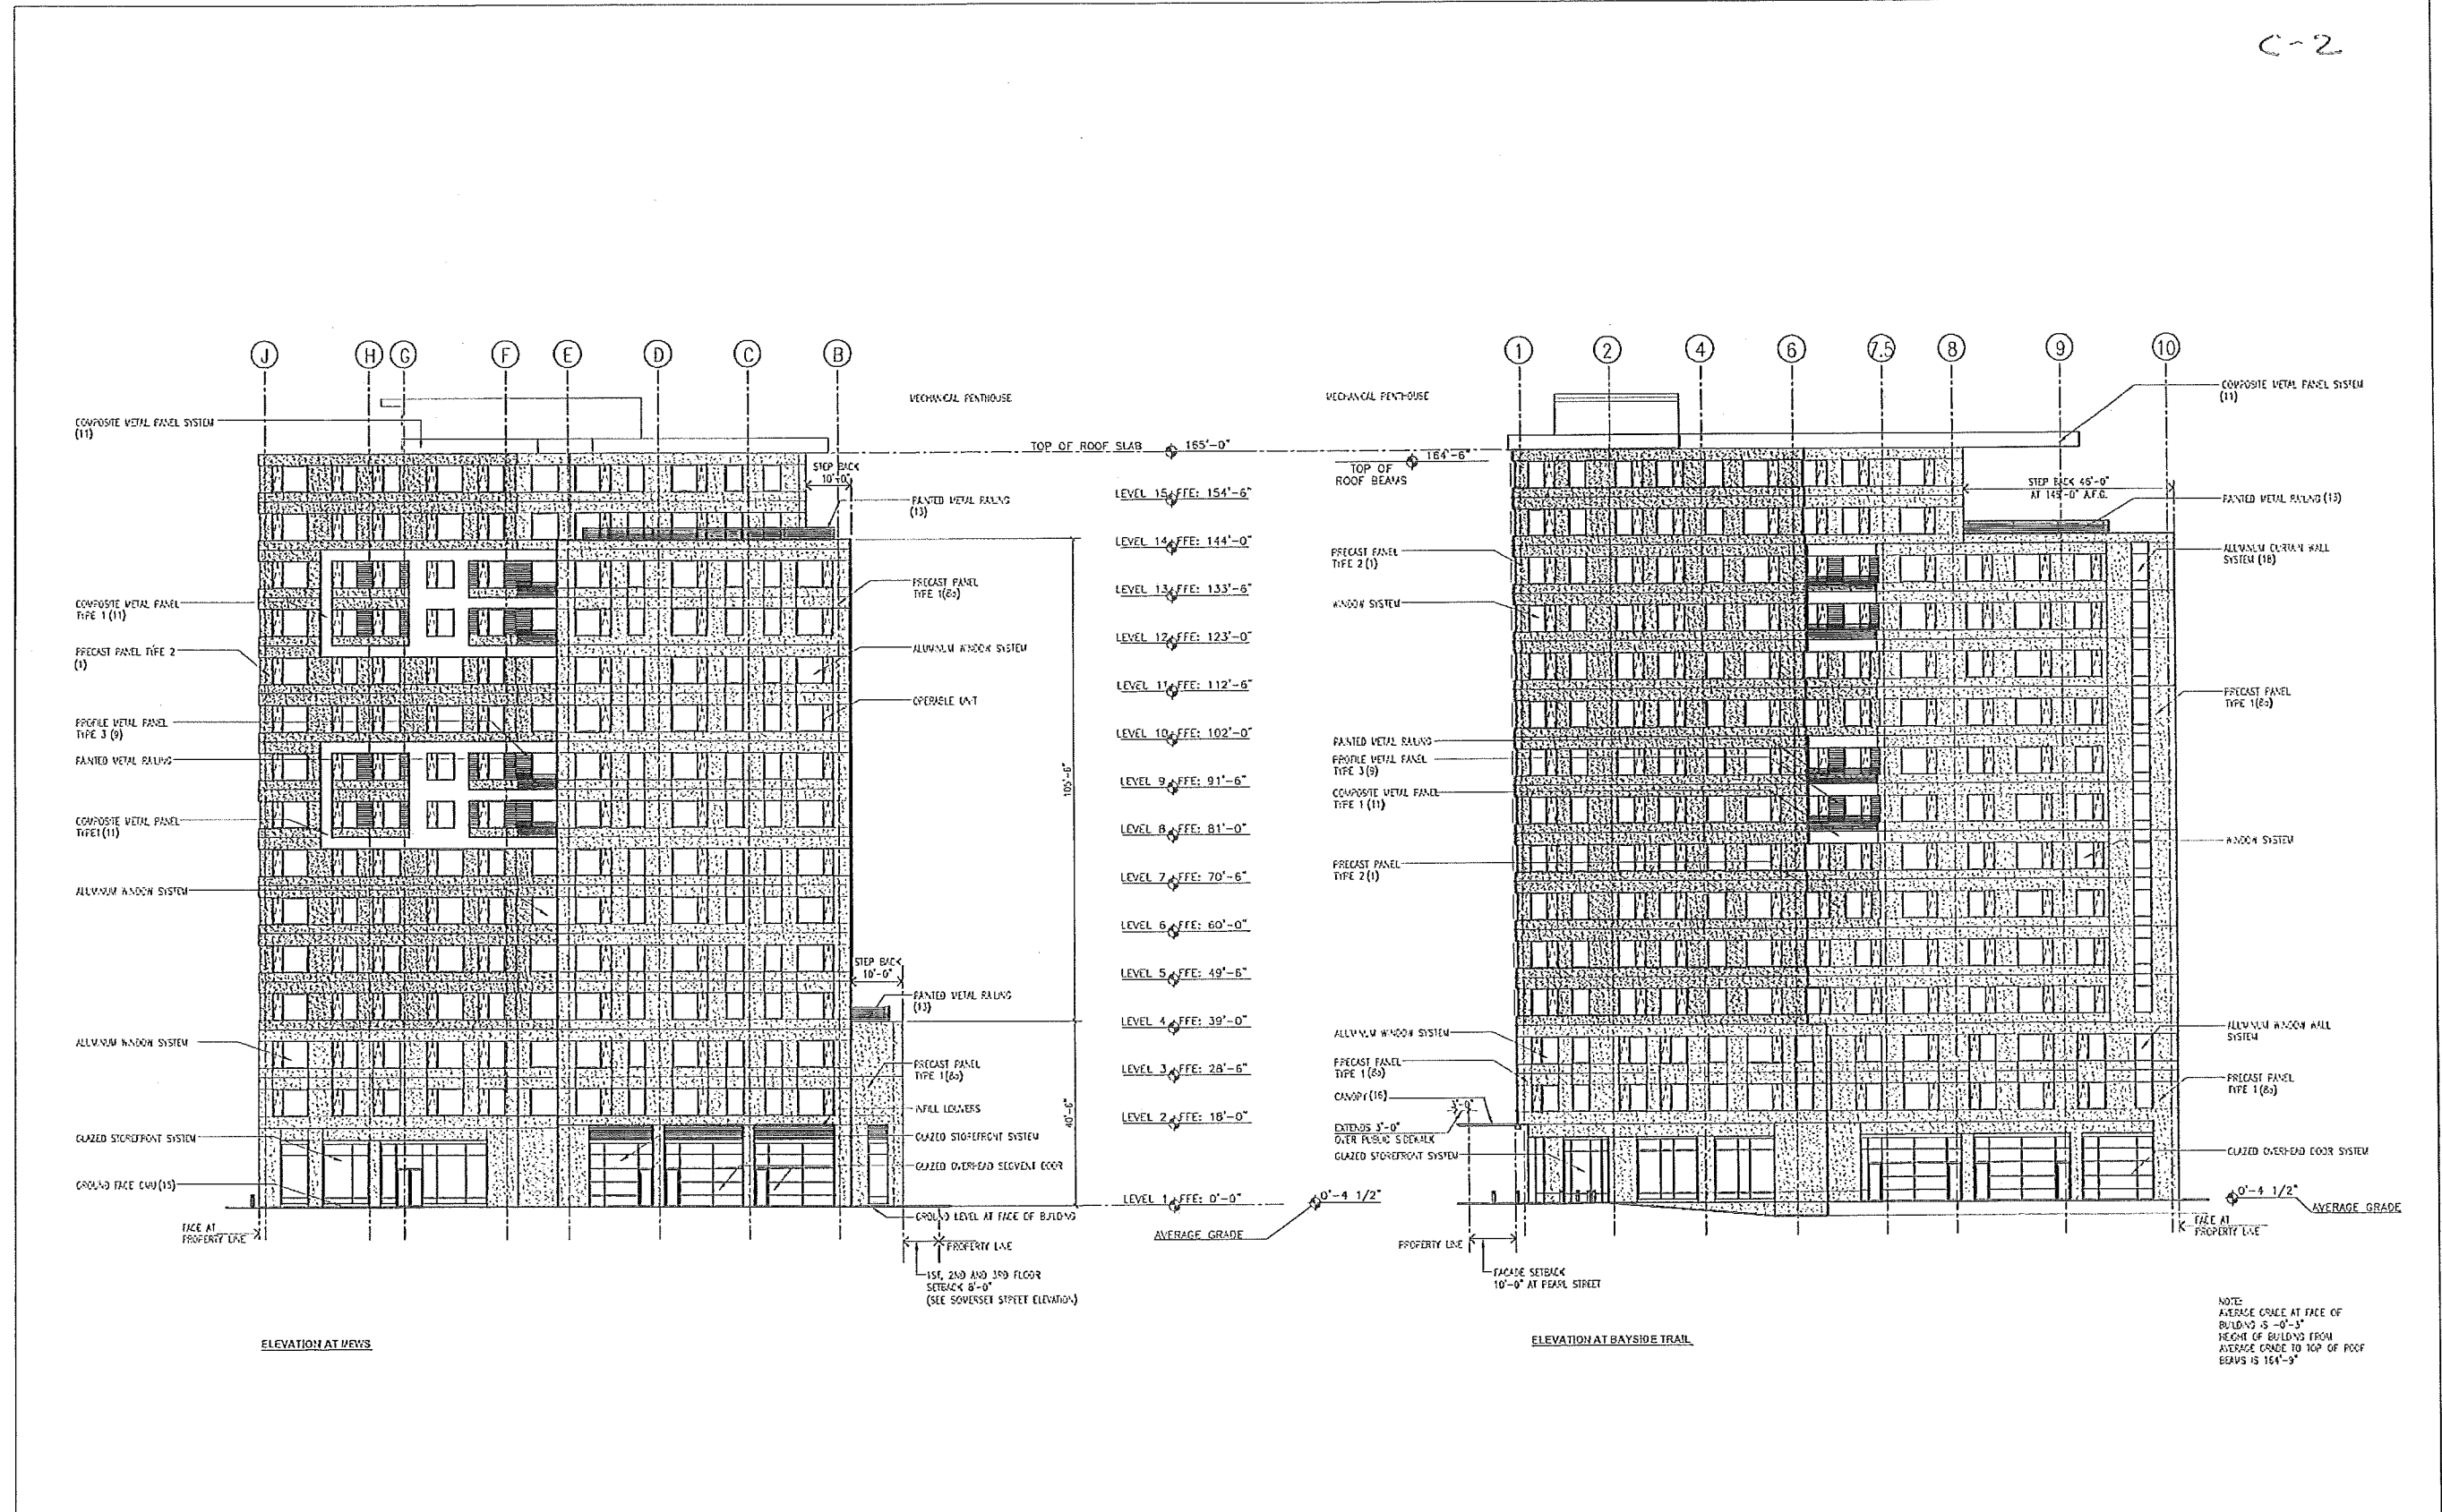 C-2
J
H
G
F
E
D
C
B
1
2
4
6
7.5
8
9
10
MECHANICAL PENTHOUSE
MECHANICAL PENTHOUSE
COMPOSITE METAL PANEL SYSTEM
(11)
COMPOSITE METAL PANEL SYSTEM
(11)
TOP OF ROOF SLAB 165'-0"
164'-6"
TOP OF
ROOF BEAMS
STEP BACK
10'-0"
PAINTED METAL RAILING
(13)
STEP BACK 46'-0"
AT 145'-0" A.F.G.
PAINTED METAL RAILING (13)
LEVEL 15 FFE: 154'-6"
LEVEL 14 FFE: 144'-0"
LEVEL 13 FFE: 133'-6"
LEVEL 12 FFE: 123'-0"
LEVEL 11 FFE: 112'-6"
LEVEL 10 FFE: 102'-0"
LEVEL 9 FFE: 91'-6"
LEVEL 8 FFE: 81'-0"
LEVEL 7 FFE: 70'-6"
LEVEL 6 FFE: 60'-0"
LEVEL 5 FFE: 49'-6"
LEVEL 4 FFE: 39'-0"
LEVEL 3 FFE: 28'-6"
LEVEL 2 FFE: 18'-0"
LEVEL 1 FFE: 0'-0"
COMPOSITE METAL PANEL
TYPE 1 (11)
PRECAST PANEL TYPE 2
(1)
PROFILE METAL PANEL
TYPE 3 (9)
PAINTED METAL RAILING
COMPOSITE METAL PANEL
TYPE1 (11)
ALUMINUM WINDOW SYSTEM
ALUMINUM WINDOW SYSTEM
GLAZED STOREFRONT SYSTEM
GROUND FACE CMU (15)
FACE AT
PROPERTY LINE
PRECAST PANEL
TYPE 1(8a)
ALUMINUM WINDOW SYSTEM
OPERABLE UNIT
105'-6"
STEP BACK
10'-0"
PAINTED METAL RAILING
(13)
PRECAST PANEL
TYPE 1(8a)
INFILL LOUVERS
40'-6"
GLAZED STOREFRONT SYSTEM
GLAZED OVERHEAD SEGMENT DOOR
GROUND LEVEL AT FACE OF BUILDING
PROPERTY LINE
1ST, 2ND AND 3RD FLOOR
SETBACK 8'-0"
(SEE SOMERSET STREET ELEVATION)
0'-4 1/2"
AVERAGE GRADE
PRECAST PANEL
TYPE 2 (1)
WINDOW SYSTEM
PAINTED METAL RAILING
PROFILE METAL PANEL
TYPE 3 (9)
COMPOSITE METAL PANEL
TYPE 1 (11)
PRECAST PANEL
TYPE 2 (1)
ALUMINUM WINDOW SYSTEM
PRECAST PANEL
TYPE 1 (8a)
CANOPY (16)
3'-0"
EXTENDS 3'-0"
OVER PUBLIC SIDEWALK
GLAZED STOREFRONT SYSTEM
PROPERTY LINE
FACADE SETBACK
10'-0" AT PEARL STREET
ALUMINUM CURTAIN WALL
SYSTEM (18)
PRECAST PANEL
TYPE 1(8a)
WINDOW SYSTEM
ALUMINUM WINDOW WALL
SYSTEM
PRECAST PANEL
TYPE 1 (8a)
GLAZED OVERHEAD DOOR SYSTEM
0'-4 1/2"
AVERAGE GRADE
FACE AT
PROPERTY LINE
NOTE:
AVERAGE GRADE AT FACE OF
BUILDING IS -0'-3"
HEIGHT OF BUILDING FROM
AVERAGE GRADE TO TOP OF ROOF
BEAMS IS 164'-9"
ELEVATION AT MEWS
ELEVATION AT BAYSIDE TRAIL